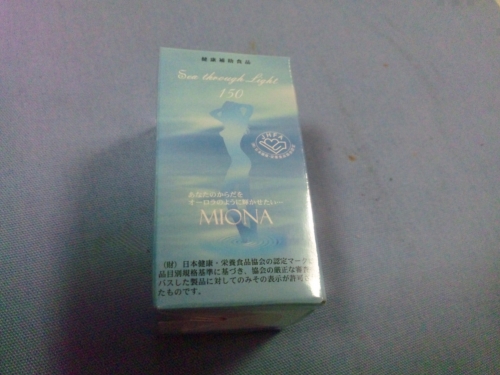 健康補助食品
Sun through Light
150
JHFA
あなたのからだを
オーロラのように輝かせたい…
MIONA
(財)日本健康・栄養食品協会の認定マーク
品目別規格基準に基づき、協会の厳正な審査
パスした製品に対してのみその表示が許可
たものです。